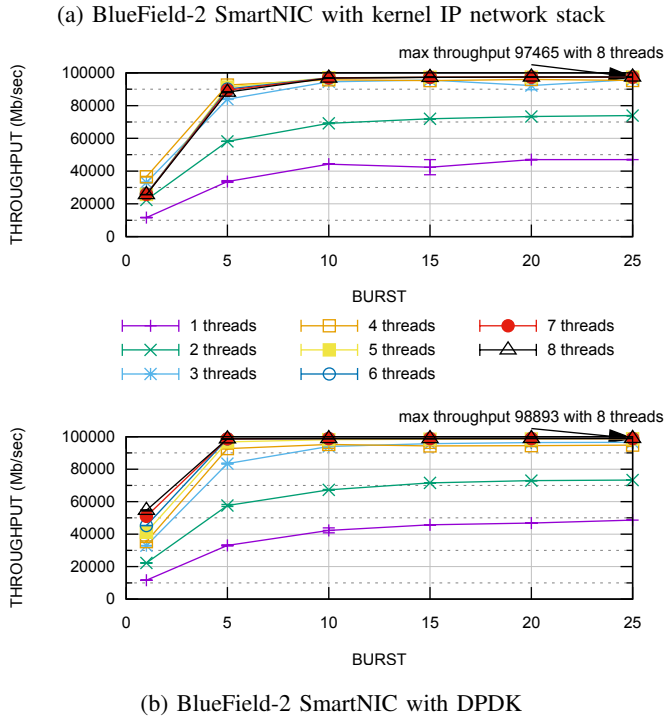 (a) BlueField-2 SmartNIC with kernel IP network stack
max throughput 97465 with 8 threads
THROUGHPUT (Mb/sec)
100000
80000
60000
40000
20000
0
0 5 10 15 20 25
BURST
1 threads 4 threads 7 threads
2 threads 5 threads 8 threads
3 threads 6 threads
max throughput 98893 with 8 threads
THROUGHPUT (Mb/sec)
100000
80000
60000
40000
20000
0
0 5 10 15 20 25
BURST
(b) BlueField-2 SmartNIC with DPDK